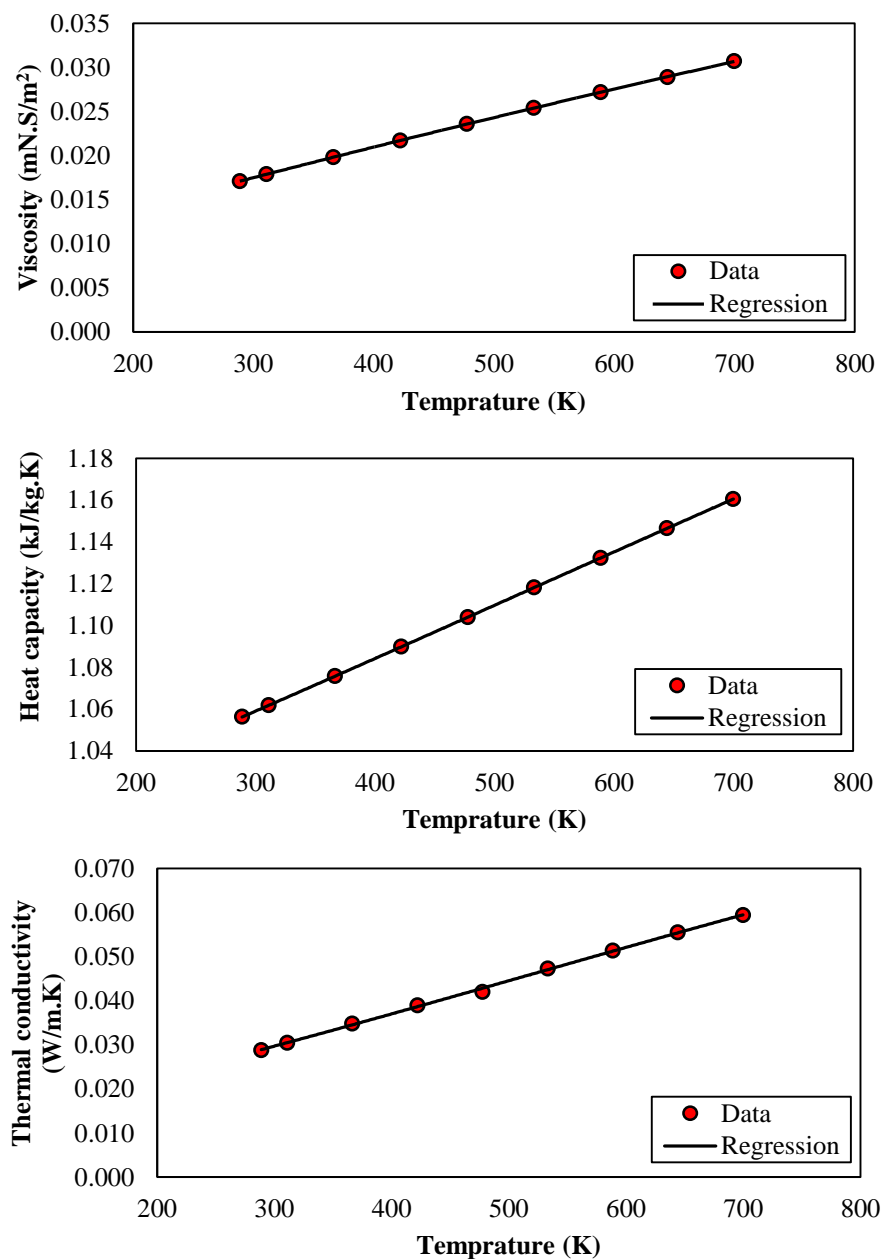 Viscosity (mN.S/m²)
0.035
0.030
0.025
0.020
0.015
0.010
0.005
0.000
Data
Regression
200 300 400 500 600 700 800
Temprature (K)
Heat capacity (kJ/kg.K)
1.18
1.16
1.14
1.12
1.10
1.08
1.06
1.04
Data
Regression
200 300 400 500 600 700 800
Temprature (K)
Thermal conductivity
(W/m.K)
0.070
0.060
0.050
0.040
0.030
0.020
0.010
0.000
Data
Regression
200 300 400 500 600 700 800
Temprature (K)